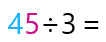 45÷3 =